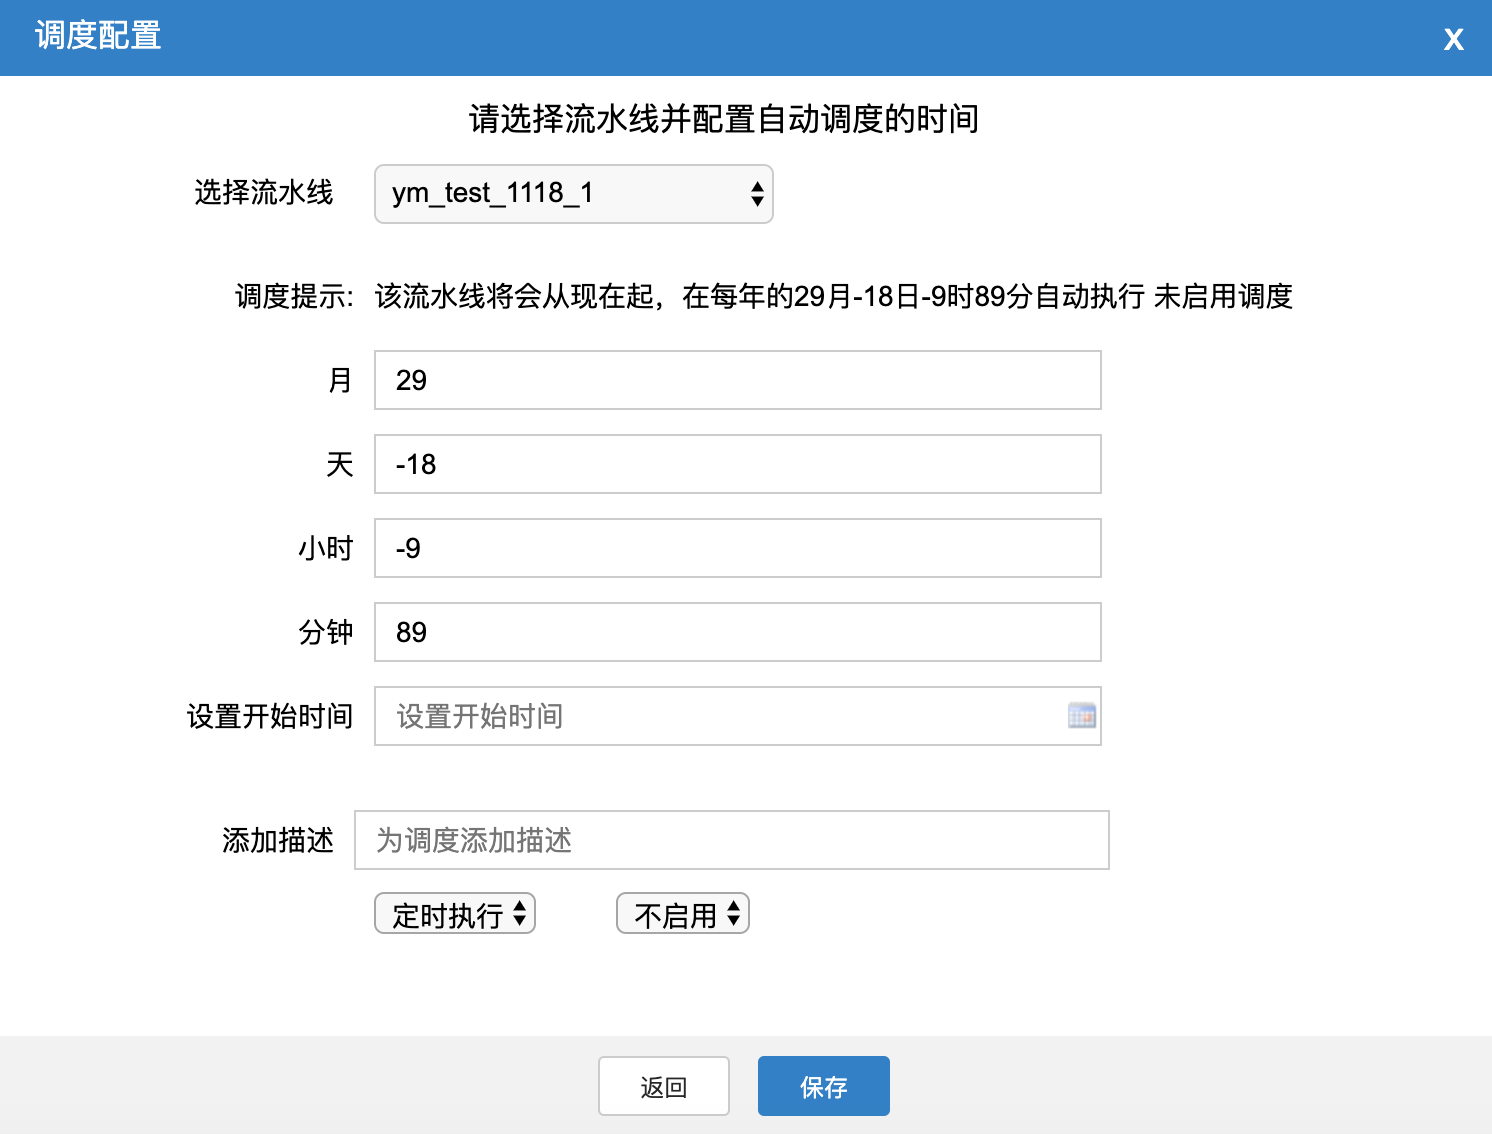 调度配置
X
请选择流水线并配置自动调度的时间
选择流水线 ym_test_1118_1
调度提示: 该流水线将会从现在起，在每年的29月-18日-9时89分自动执行 未启用调度
月 29
天 -18
小时 -9
分钟 89
设置开始时间 设置开始时间
添加描述 为调度添加描述
定时执行 不启用
返回 保存